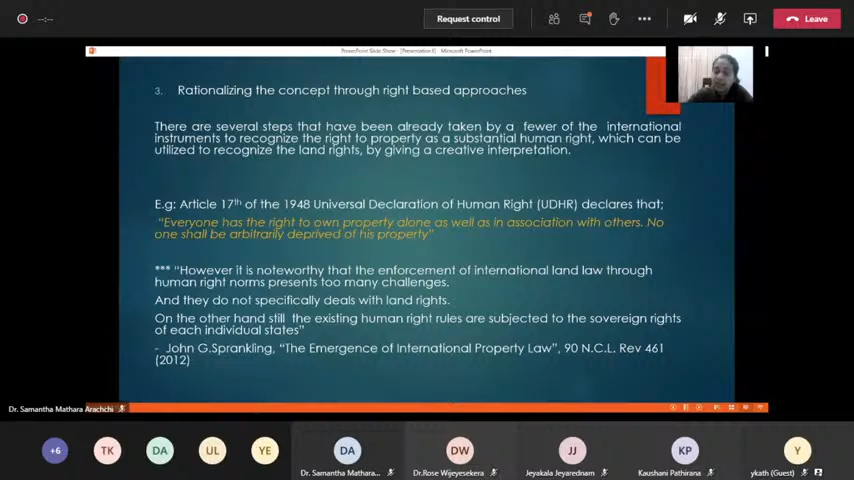 --:--
Request control
Leave
PowerPoint Slide Show - [Presentation1] - Microsoft PowerPoint
3. Rationalizing the concept through right based approaches
There are several steps that have been already taken by a fewer of the international
instruments to recognize the right to property as a substantial human right, which can be
utilized to recognize the land rights, by giving a creative interpretation.
E.g: Article 17th of the 1948 Universal Declaration of Human Right (UDHR) declares that;
“Everyone has the right to own property alone as well as in association with others. No
one shall be arbitrarily deprived of his property”
*** “However it is noteworthy that the enforcement of international land law through
human right norms presents too many challenges.
And they do not specifically deals with land rights.
On the other hand still the existing human right rules are subjected to the sovereign rights
of each individual states”
- John G.Sprankling, “The Emergence of International Property Law”, 90 N.C.L. Rev 461
(2012)
Dr. Samantha Mathara Arachchi
+6 TK DA UL YE DA DW JJ KP Y
Dr. Samantha Mathara... Dr.Rose Wijeyesekera Jeyakala Jeyarednam Kaushani Pathirana ykath (Guest)